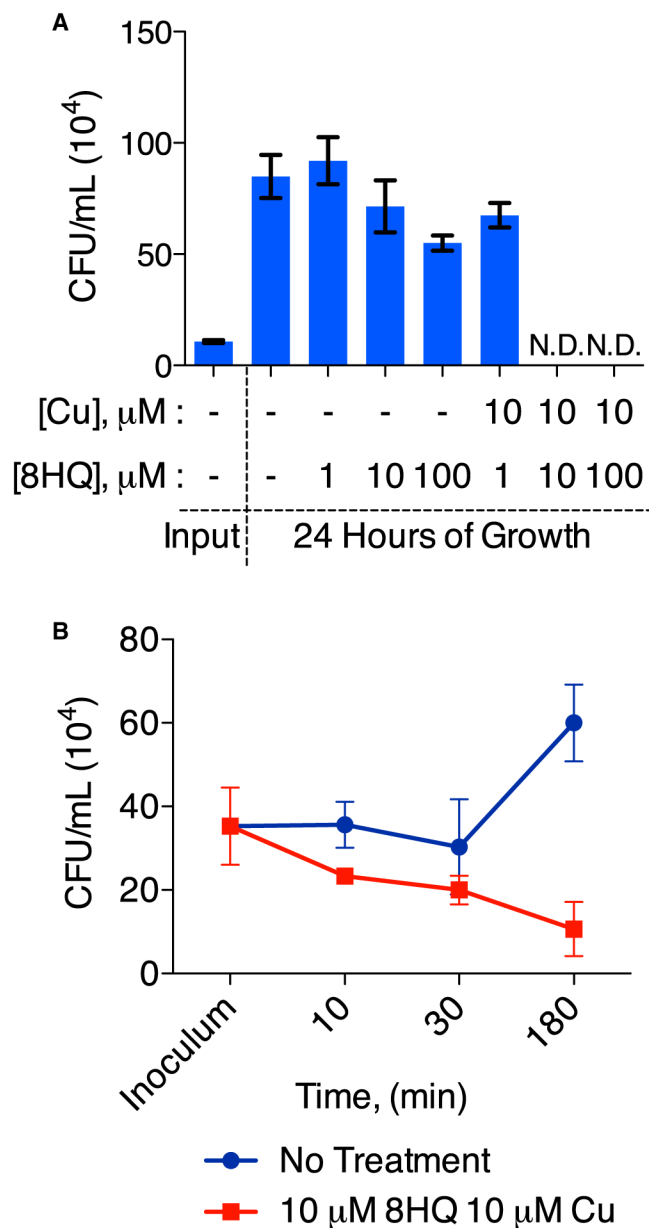 A
CFU/mL (10⁴)
150
100
50
0
N.D. N.D.
[Cu], μM : - - - - - 10 10 10
[8HQ], μM : - - 1 10 100 1 10 100
Input 24 Hours of Growth
B
CFU/mL (10⁴)
80
60
40
20
0
Inoculum 10 30 180
Time, (min)
No Treatment
10 μM 8HQ 10 μM Cu